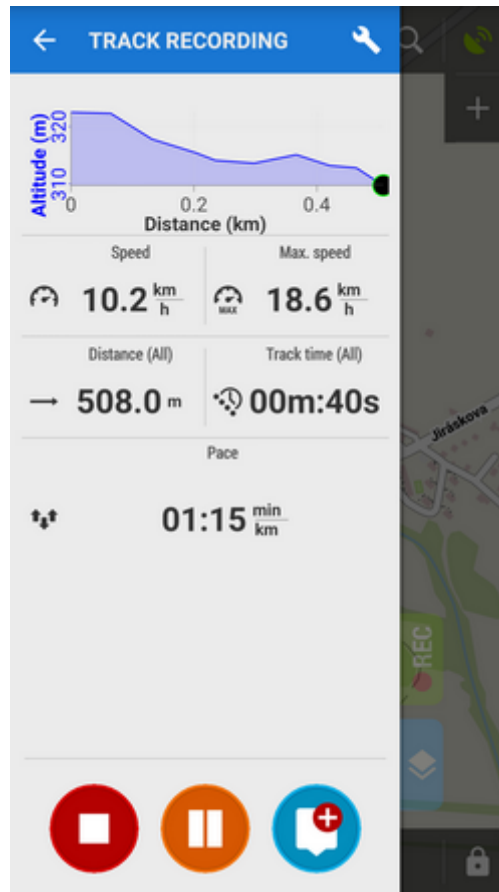 TRACK RECORDING
Altitude (m)
320
310
0
0.2
0.4
Distance (km)
Speed
Max. speed
10.2 km/h
MAX
18.6 km/h
Distance (All)
Track time (All)
508.0 m
00m:40s
Pace
01:15 min/km
Jiráskova
REC